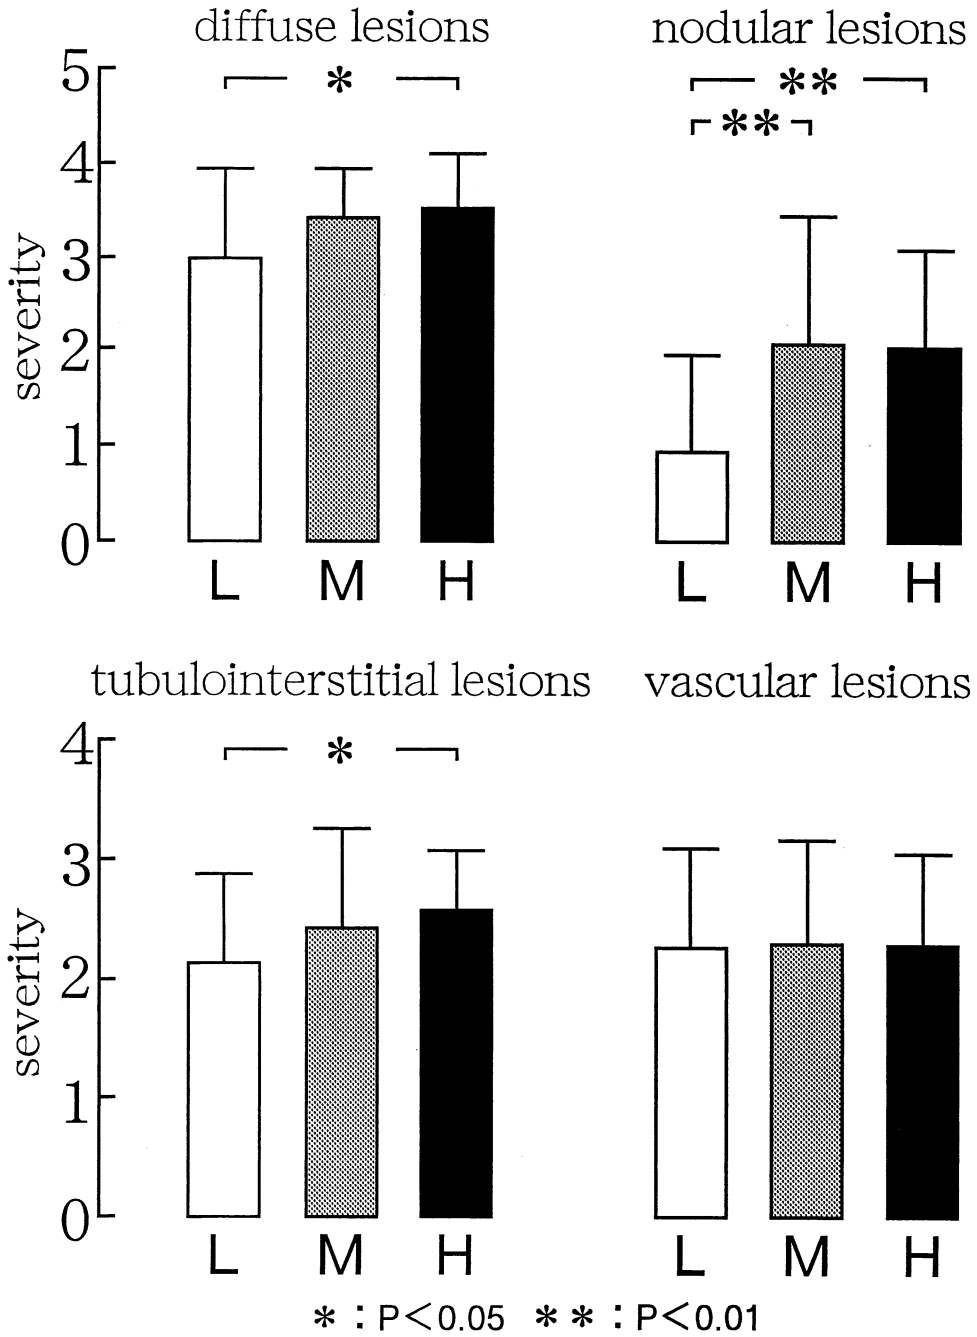 diffuse lesions
nodular lesions
5
4
3
2
1
0
severity
*
**
**
L M H
L M H
tubulointerstitial lesions
vascular lesions
4
3
2
1
0
severity
*
L M H
L M H
* : P<0.05 ** : P<0.01